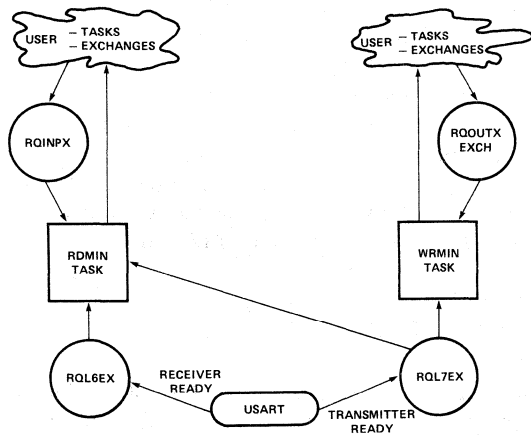 USER – TASKS
– EXCHANGES
USER – TASKS
– EXCHANGES
RQINPX
RQOUTX
EXCH
RDMIN
TASK
WRMIN
TASK
RQL6EX
RECEIVER
READY
USART
TRANSMITTER
READY
RQL7EX